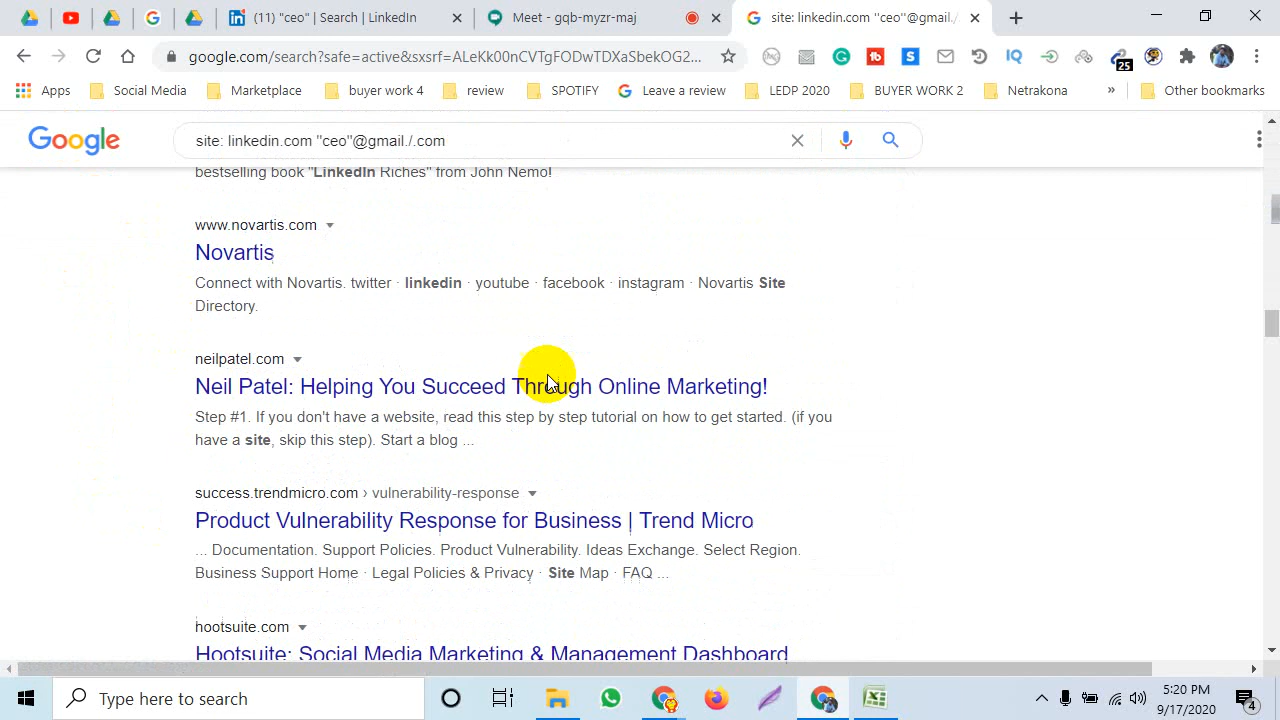 (11) "ceo" | Search | LinkedIn
Meet - gqb-myzr-maj
site: linkedin.com "ceo"@gmail./
google.com/search?safe=active&sxsrf=ALeKk00nCVTgFODwTDXaSbekOG2...
IQ
25
Apps
Social Media
Marketplace
buyer work 4
review
SPOTIFY
Leave a review
LEDP 2020
BUYER WORK 2
Netrakona
»
Other bookmarks
Google
site: linkedin.com "ceo"@gmail./.com
bestselling book "LinkedIn Riches" from John Nemo!
www.novartis.com
Novartis
Connect with Novartis. twitter · linkedin · youtube · facebook · instagram · Novartis Site
Directory.
neilpatel.com
Neil Patel: Helping You Succeed Through Online Marketing!
Step #1. If you don't have a website, read this step by step tutorial on how to get started. (if you
have a site, skip this step). Start a blog ...
success.trendmicro.com › vulnerability-response
Product Vulnerability Response for Business | Trend Micro
... Documentation. Support Policies. Product Vulnerability. Ideas Exchange. Select Region.
Business Support Home · Legal Policies & Privacy · Site Map · FAQ ...
hootsuite.com
Hootsuite: Social Media Marketing & Management Dashboard
Type here to search
5:20 PM
9/17/2020
4